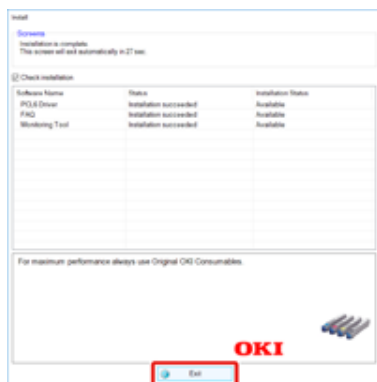 Install
Screens
Installation is complete.
This screen will exit automatically in 27 sec.
Check installation
Software Name Status Installation Status
PCL6 Driver Installation succeeded Available
FAQ Installation succeeded Available
Monitoring Tool Installation succeeded Available
For maximum performance always use Original OKI Consumables.
OKI
Exit